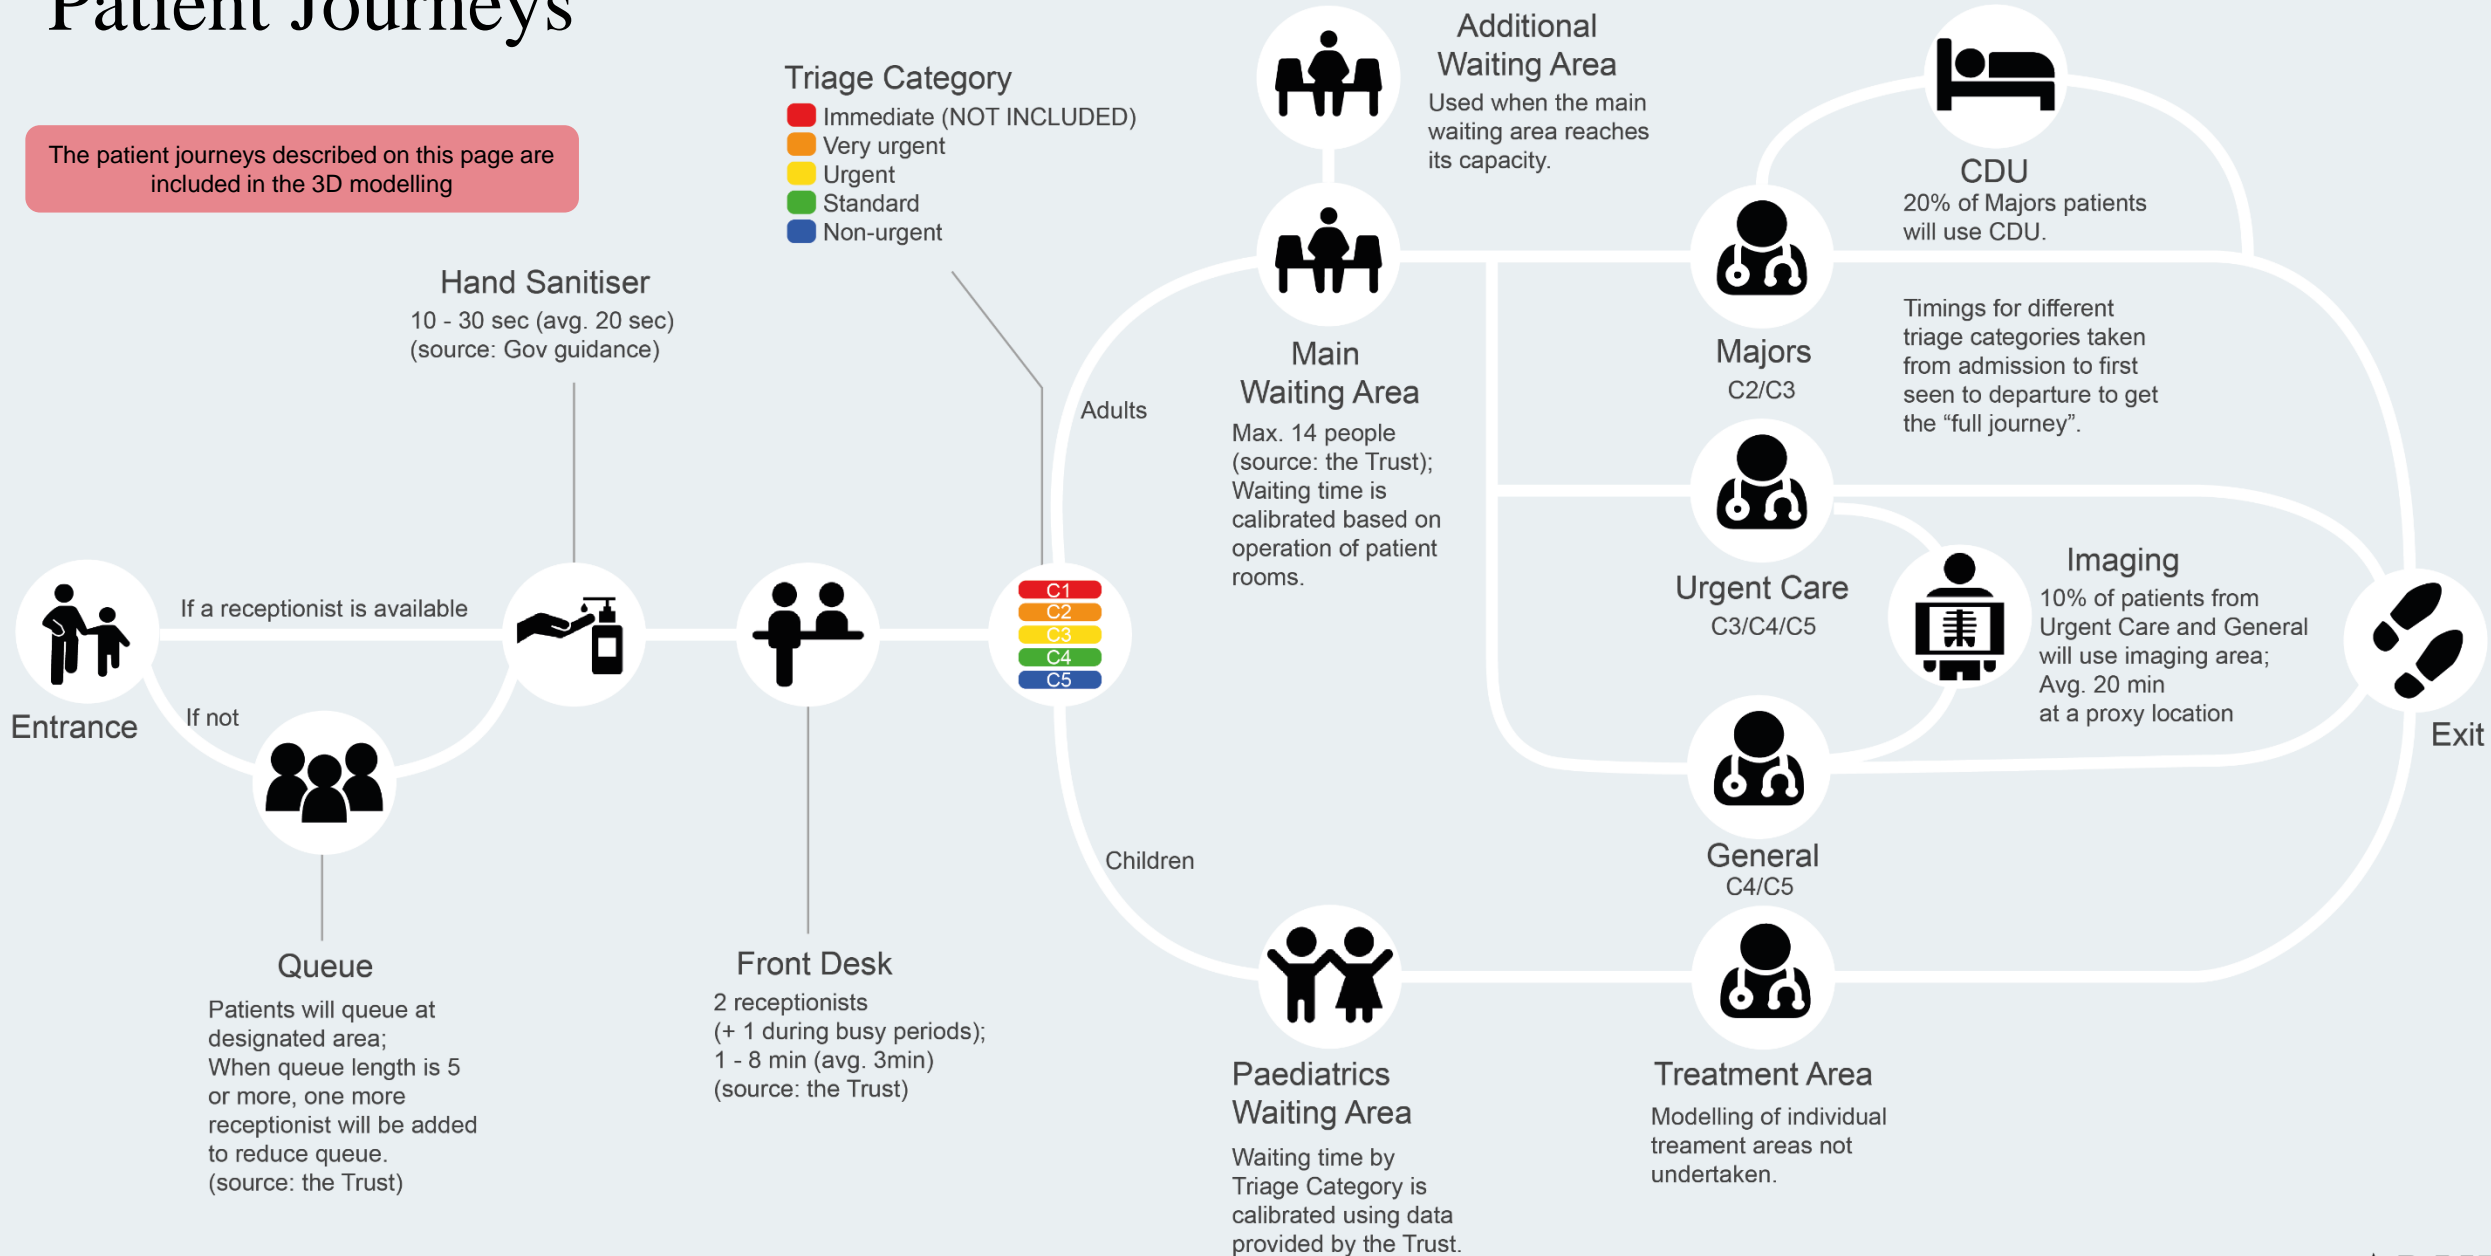 Patient Journeys
The patient journeys described on this page are
included in the 3D modelling
Triage Category
Immediate (NOT INCLUDED)
Very urgent
Urgent
Standard
Non-urgent
Hand Sanitiser
10 - 30 sec (avg. 20 sec)
(source: Gov guidance)
Additional
Waiting Area
Used when the main
waiting area reaches
its capacity.
CDU
20% of Majors patients
will use CDU.
Timings for different
triage categories taken
from admission to first
seen to departure to get
the “full journey”.
Main
Waiting Area
Max. 14 people
(source: the Trust);
Waiting time is
calibrated based on
operation of patient
rooms.
Majors
C2/C3
Adults
Urgent Care
C3/C4/C5
Imaging
10% of patients from
Urgent Care and General
will use imaging area;
Avg. 20 min
at a proxy location
If a receptionist is available
If not
Entrance
C1
C2
C3
C4
C5
Exit
Children
General
C4/C5
Queue
Patients will queue at
designated area;
When queue length is 5
or more, one more
receptionist will be added
to reduce queue.
(source: the Trust)
Front Desk
2 receptionists
(+ 1 during busy periods);
1 - 8 min (avg. 3min)
(source: the Trust)
Paediatrics
Waiting Area
Waiting time by
Triage Category is
calibrated using data
provided by the Trust.
Treatment Area
Modelling of individual
treament areas not
undertaken.